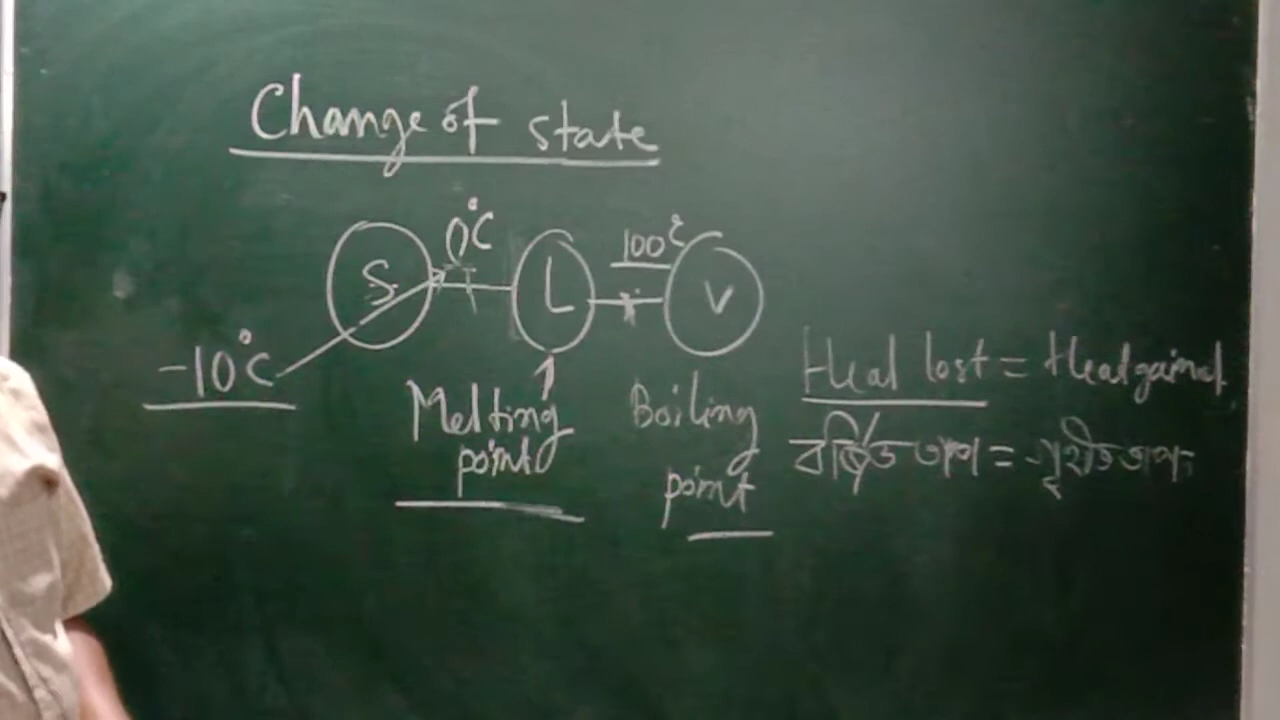 Change of state
0°C
100°C
S
L
V
-10°C
Melting
point
Boiling
point
Heat lost = Heat gained
বর্জিত তাপ = গৃহীত তাপ